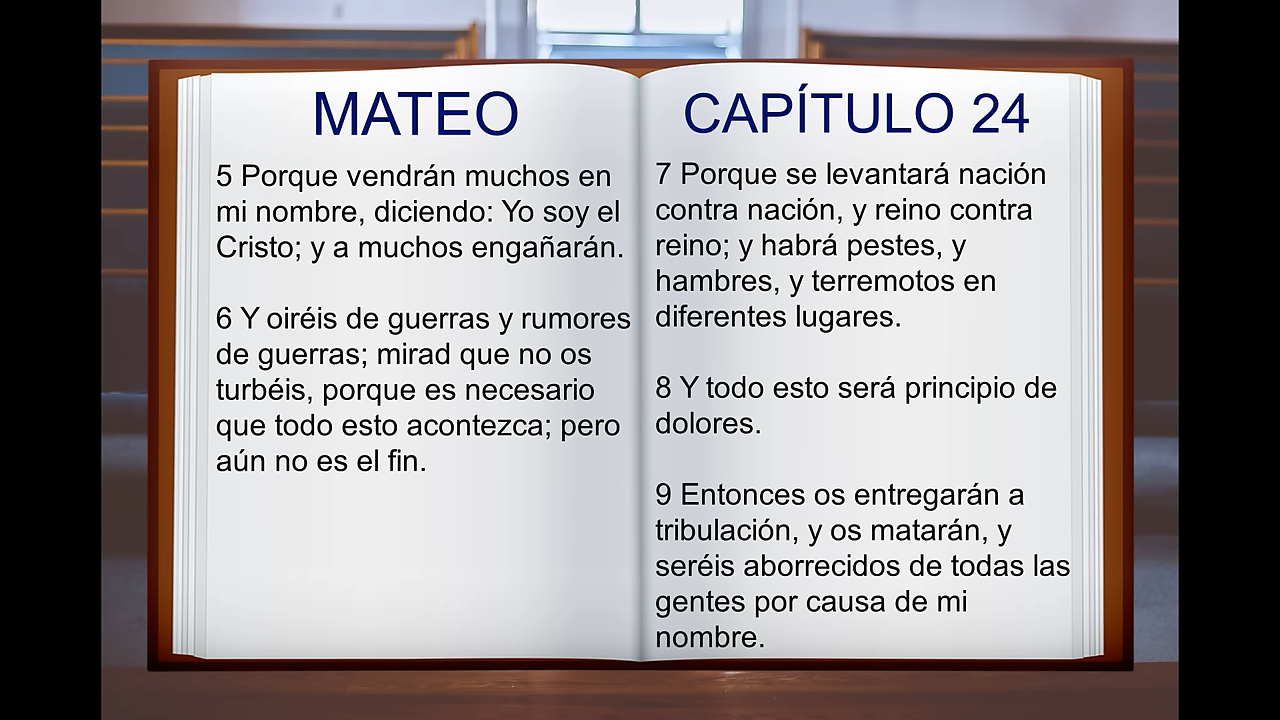 MATEO
5 Porque vendrán muchos en
mi nombre, diciendo: Yo soy el
Cristo; y a muchos engañarán.
6 Y oiréis de guerras y rumores
de guerras; mirad que no os
turbéis, porque es necesario
que todo esto acontezca; pero
aún no es el fin.
CAPÍTULO 24
7 Porque se levantará nación
contra nación, y reino contra
reino; y habrá pestes, y
hambres, y terremotos en
diferentes lugares.
8 Y todo esto será principio de
dolores.
9 Entonces os entregarán a
tribulación, y os matarán, y
seréis aborrecidos de todas las
gentes por causa de mi
nombre.